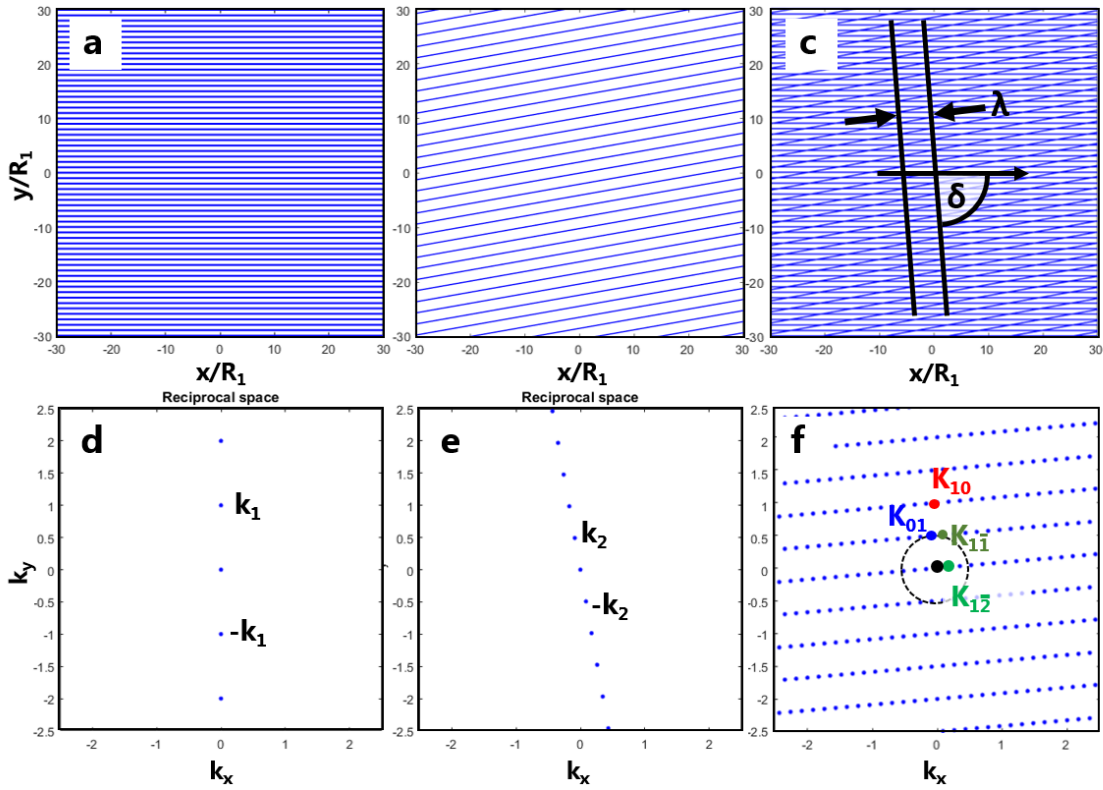 a
30
20
10
0
-10
-20
-30
y/R1
-30 -20 -10 0 10 20 30
x/R1
30
20
10
0
-10
-20
-30
-30 -20 -10 0 10 20 30
x/R1
c
30
20
10
0
-10
-20
-30
λ
δ
-30 -20 -10 0 10 20 30
x/R1
Reciprocal space
d
2.5
2
1.5
1
0.5
0
-0.5
-1
-1.5
-2
-2.5
ky
k1
-k1
-2 -1 0 1 2
kx
Reciprocal space
e
2.5
2
1.5
1
0.5
0
-0.5
-1
-1.5
-2
-2.5
k2
-k2
-2 -1 0 1 2
kx
f
2.5
2
1.5
1
0.5
0
-0.5
-1
-1.5
-2
-2.5
K10
K01
K11̄
K12̄
-2 -1 0 1 2
kx